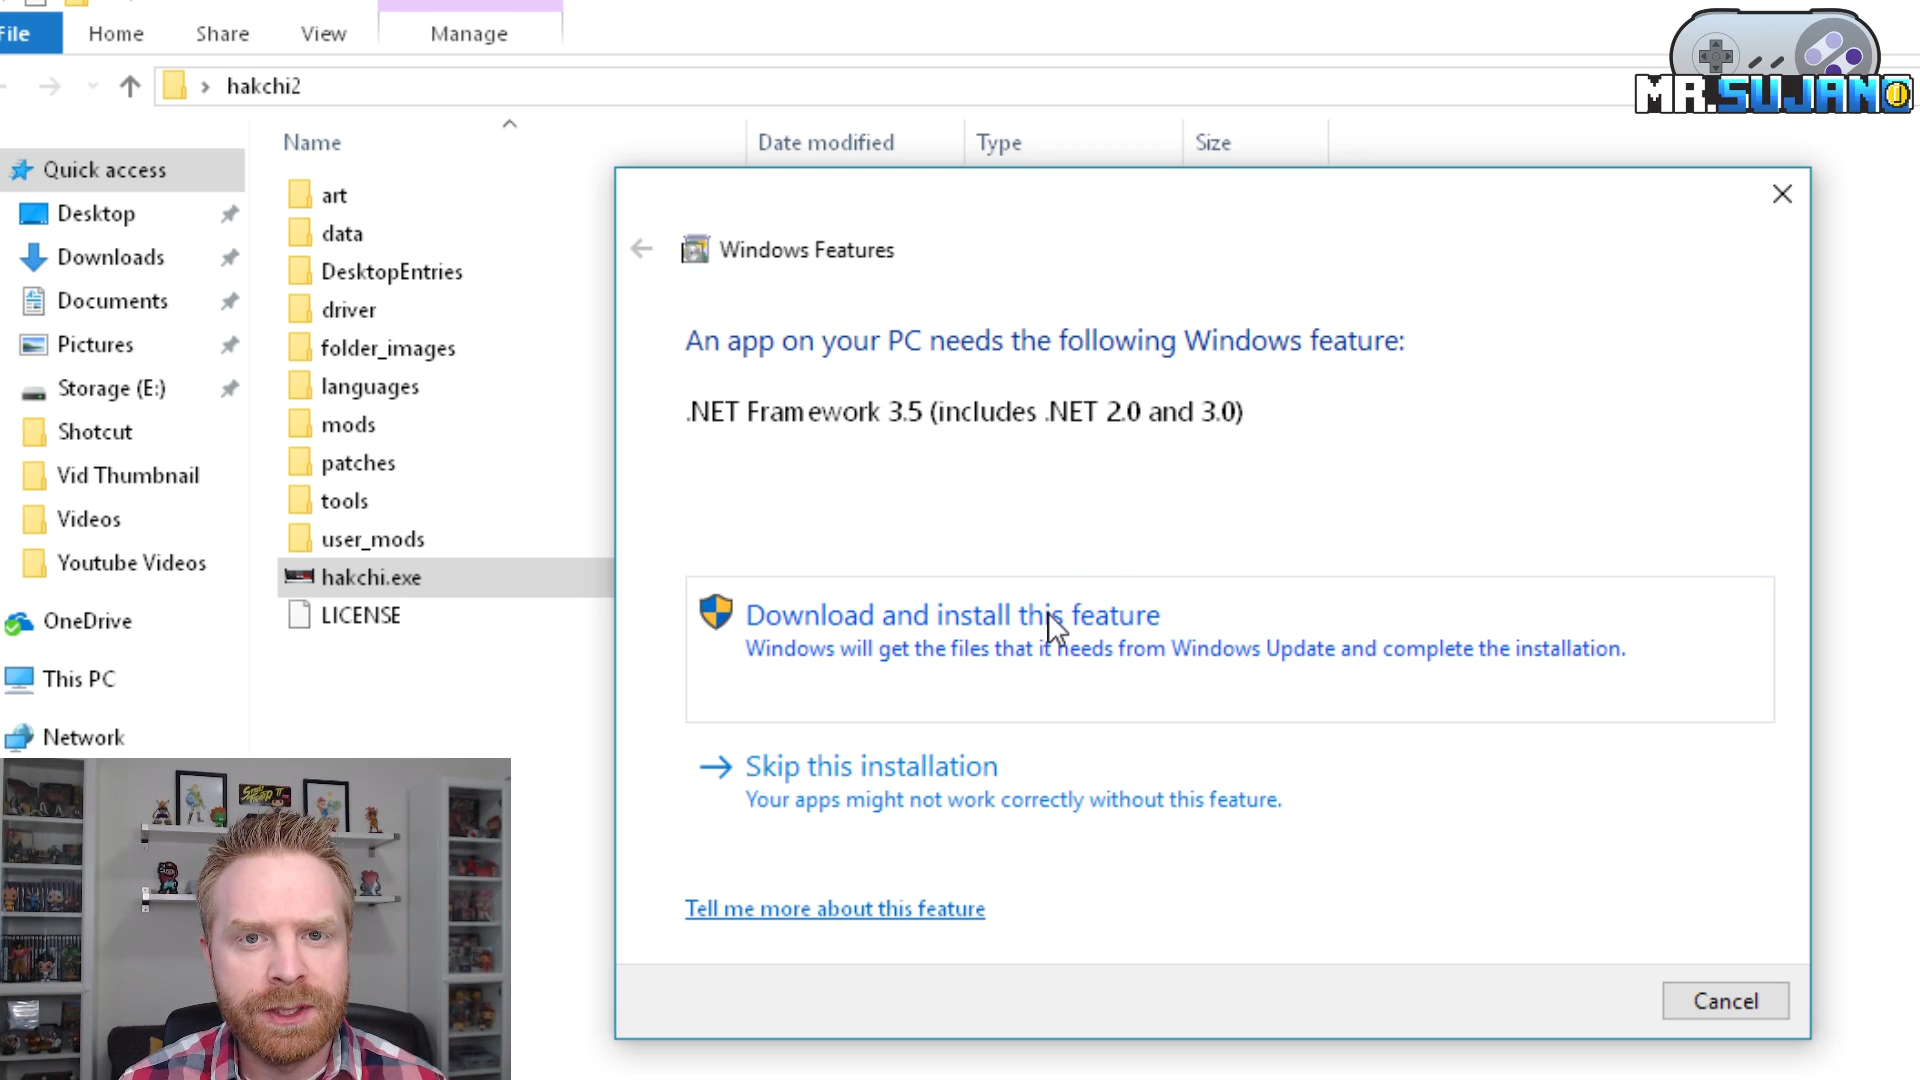 File
Home
Share
View
Manage
hakchi2
MR.SUJANO
Name
Date modified
Type
Size
Quick access
Desktop
Downloads
Documents
Pictures
Storage (E:)
Shotcut
Vid Thumbnail
Videos
Youtube Videos
OneDrive
This PC
Network
art
data
DesktopEntries
driver
folder_images
languages
mods
patches
tools
user_mods
hakchi.exe
LICENSE
Windows Features
An app on your PC needs the following Windows feature:
.NET Framework 3.5 (includes .NET 2.0 and 3.0)
Download and install this feature
Windows will get the files that it needs from Windows Update and complete the installation.
Skip this installation
Your apps might not work correctly without this feature.
Tell me more about this feature
Cancel
STREET FIGHTER II